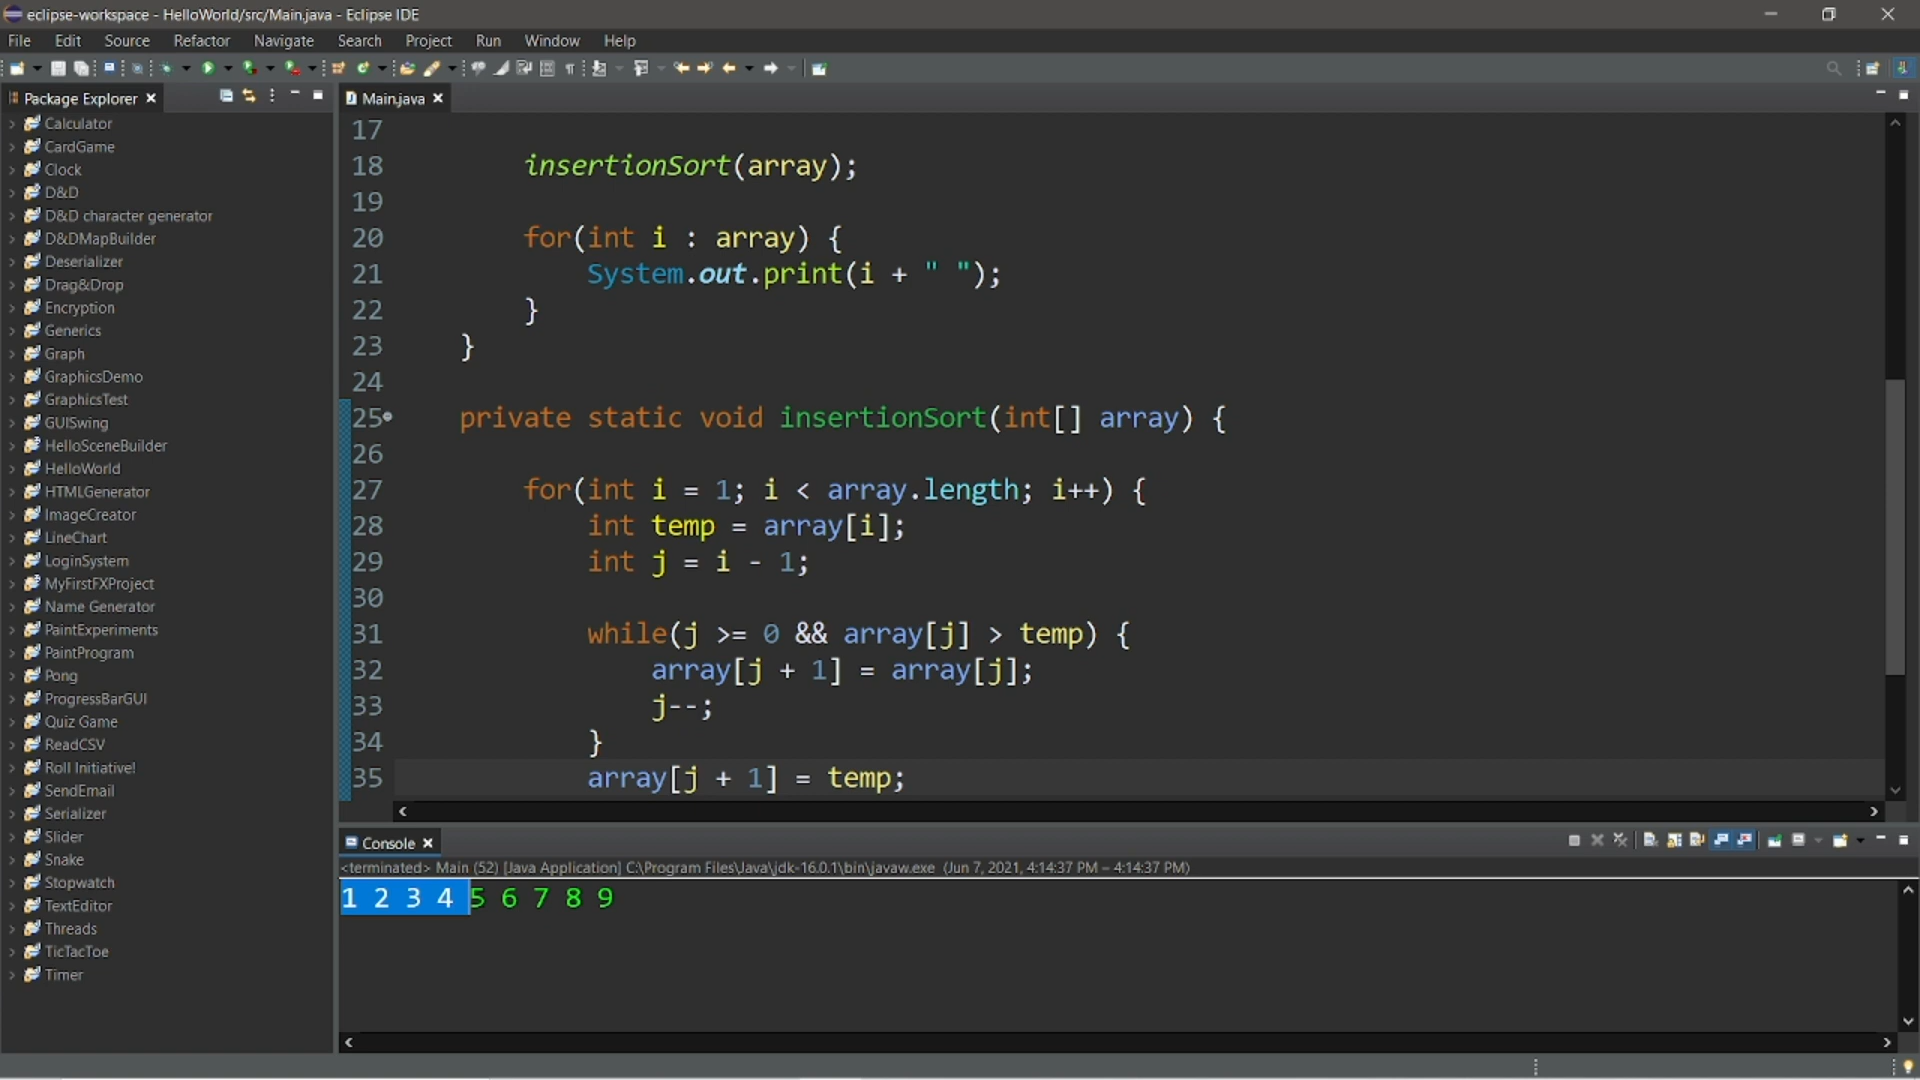 eclipse-workspace - HelloWorld/src/Main.java - Eclipse IDE
File Edit Source Refactor Navigate Search Project Run Window Help
Package Explorer
Calculator
CardGame
Clock
D&D
D&D character generator
D&DMapBuilder
Deserializer
Drag&Drop
Encryption
Generics
Graph
GraphicsDemo
GraphicsTest
GUISwing
HelloSceneBuilder
HelloWorld
HTMLGenerator
ImageCreator
LineChart
LoginSystem
MyFirstFXProject
Name Generator
PaintExperiments
PaintProgram
Pong
ProgressBarGUI
Quiz Game
ReadCSV
Roll Initiative!
SendEmail
Serializer
Slider
Snake
Stopwatch
TextEditor
Threads
TicTacToe
Timer
Main.java
17
18 insertionSort(array);
19
20 for(int i : array) {
21 System.out.print(i + " ");
22 }
23 }
24
25 private static void insertionSort(int[] array) {
26
27 for(int i = 1; i < array.length; i++) {
28 int temp = array[i];
29 int j = i - 1;
30
31 while(j >= 0 && array[j] > temp) {
32 array[j + 1] = array[j];
33 j--;
34 }
35 array[j + 1] = temp;
Console
<terminated> Main (52) [Java Application] C:\Program Files\Java\jdk-16.0.1\bin\javaw.exe (Jun 7, 2021, 4:14:37 PM – 4:14:37 PM)
1 2 3 4 5 6 7 8 9